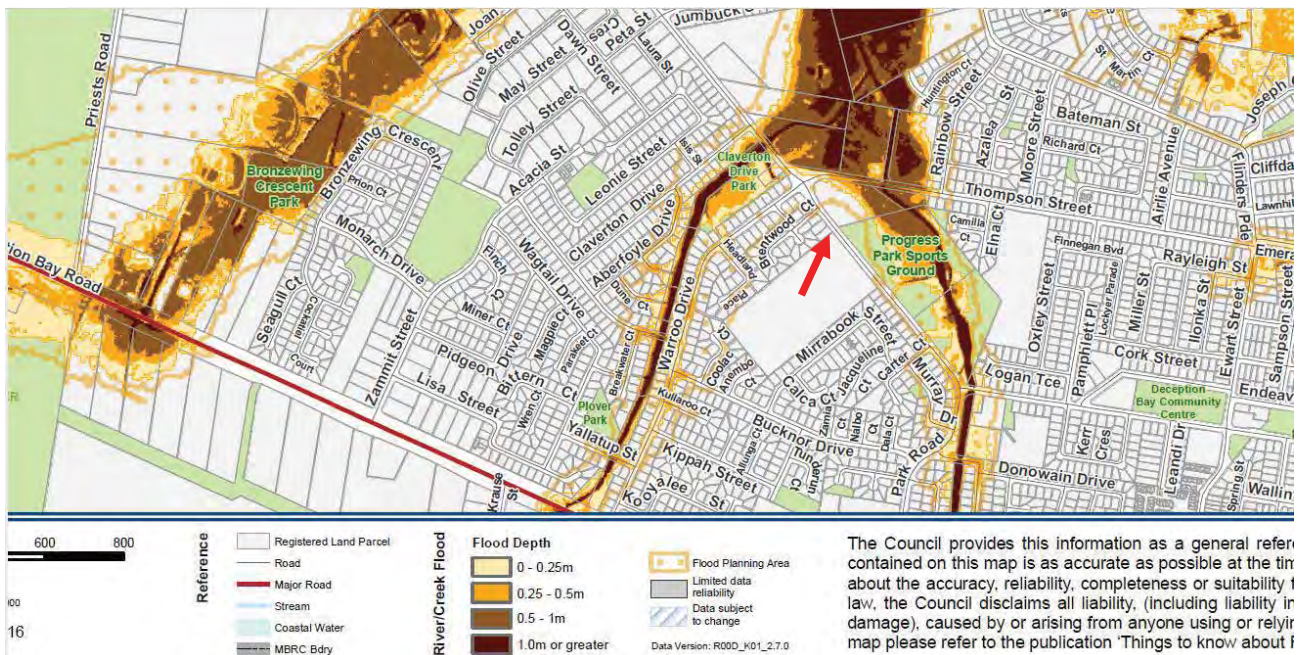 Priests Road
Joan
Olive Street
May Street
Tolley Street
Dawn Street
Cres
Peta St
Laura St
Jumbuck
Acacia St
Isis St
Leonie Street
Claverton Drive
Claverton
Drive
Park
Aberfoyle Drive
Bronzewing
Crescent
Park
Bronzewing Crescent
Prion Ct
Monarch Drive
Seagull Ct
Cockatiel
Court
Zammit Street
Finch Ct
Wagtail Drive
Miner Ct
Magpie Ct
Parakeet Ct
Pidgeon Drive
Bittern Ct
Lisa Street
Wren Ct
Dune Ct
Breakwater Ct
Plover
Park
Yallatup St
Krause
St
ion Bay Road
Warroo Drive
Headland
Place
Brentwood Ct
Coolac Ct
Anembo
Ct
Kullaroo Ct
Kippah Street
Kooyalee St
Mirrabook Street
Calca Ct
Jacqueline
Ct
Carter Ct
Bucknor Drive
Zamia
Ct
Nalbo
Ct
Dala Ct
Allunga Ct
Ct
Murray
Dr
Park Road
Progress
Park Sports
Ground
Huntington Ct
Rainbow Street
Azalea
St
Moore Street
Bateman St
Richard Ct
St Martin Ct
Airlie Avenue
Joseph C
Flinders Pde
Cliffda
Lawnhill
Thompson Street
Camilla
Ct
Elna Ct
Finnegan Bvd
Rayleigh St
Emera
Oxley Street
Pamphlett Pl
Lockyer Parade
Miller St
Ilonka St
Ewart Street
Sampson Street
Cork Street
Logan Tce
Endeav
Deception
Bay Community
Centre
Kerr
Cres
Leandi Dr
Spring St
Wallin
Donowain Drive
ER
600 800
16
Reference
Registered Land Parcel
Road
Major Road
Stream
Coastal Water
MBRC Bdry
River/Creek Flood
Flood Depth
0 - 0.25m
0.25 - 0.5m
0.5 - 1m
1.0m or greater
Flood Planning Area
Limited data
reliability
Data subject
to change
Data Version: R00D_K01_2.7.0
The Council provides this information as a general refere
contained on this map is as accurate as possible at the tim
about the accuracy, reliability, completeness or suitability f
law, the Council disclaims all liability, (including liability in
damage), caused by or arising from anyone using or relyin
map please refer to the publication 'Things to know about F